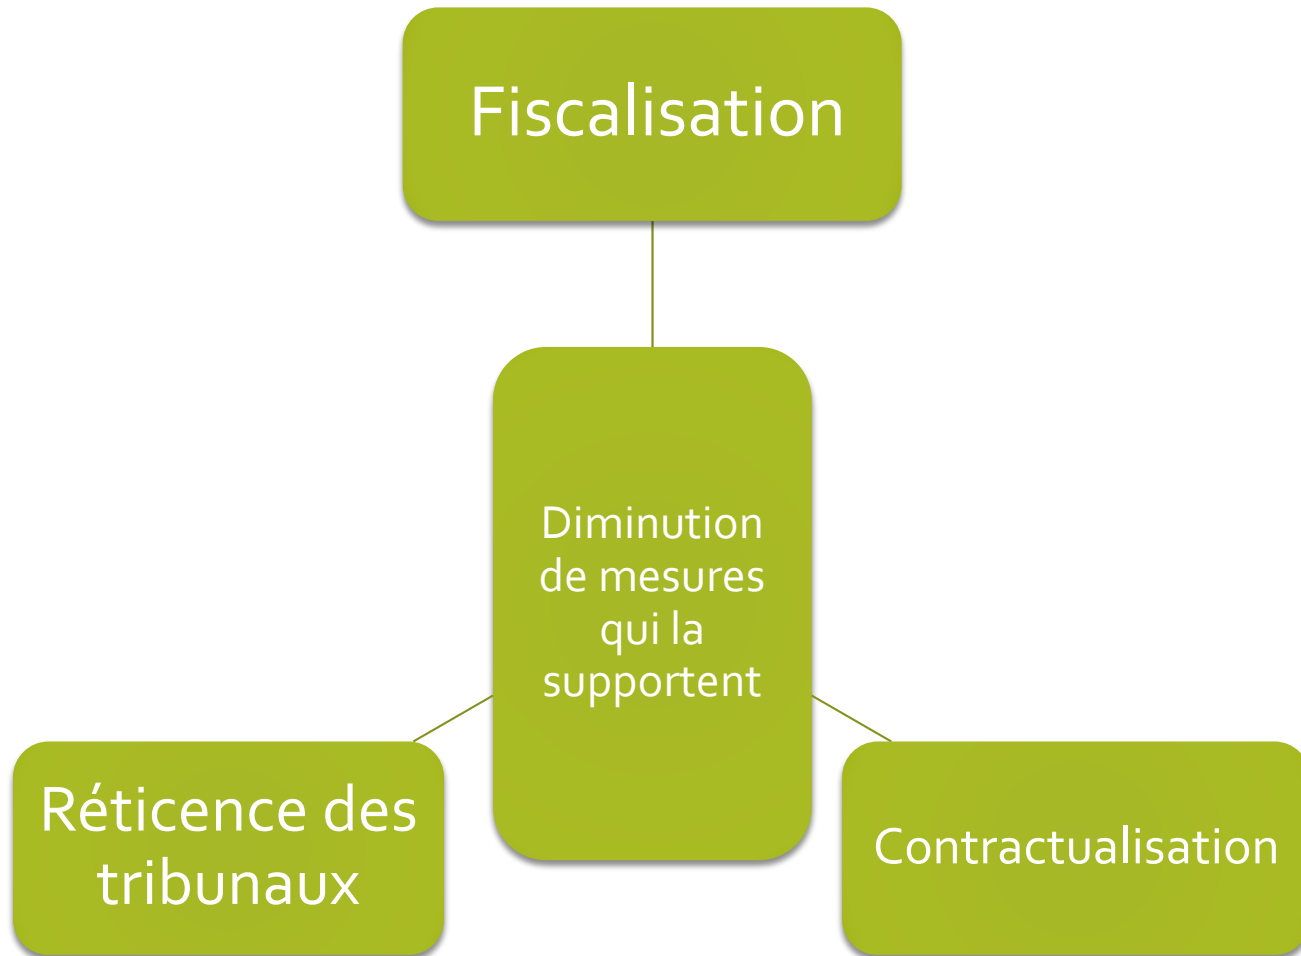 Fiscalisation
Diminution
de mesures
qui la
supportent
Réticence des
tribunaux
Contractualisation